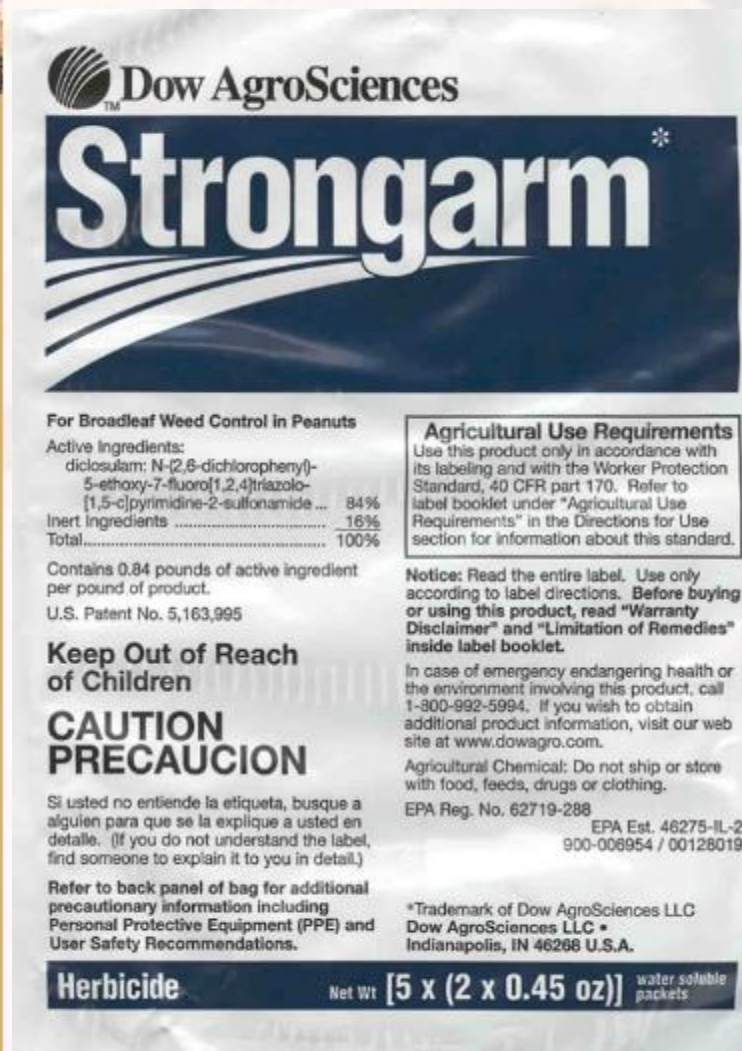 Dow AgroSciences
TM
Strongarm*
For Broadleaf Weed Control in Peanuts
Active Ingredients:
diclosulam: N-(2,6-dichlorophenyl)-
5-ethoxy-7-fluoro[1,2,4]triazolo-
[1,5-c]pyrimidine-2-sulfonamide ... 84%
Inert Ingredients ................................. 16%
Total..................................................... 100%
Contains 0.84 pounds of active ingredient
per pound of product.
U.S. Patent No. 5,163,995
Keep Out of Reach
of Children
CAUTION
PRECAUCION
Si usted no entiende la etiqueta, busque a
alguien para que se la explique a usted en
detalle. (If you do not understand the label,
find someone to explain it to you in detail.)
Refer to back panel of bag for additional
precautionary information including
Personal Protective Equipment (PPE) and
User Safety Recommendations.
Agricultural Use Requirements
Use this product only in accordance with
its labeling and with the Worker Protection
Standard, 40 CFR part 170. Refer to
label booklet under "Agricultural Use
Requirements" in the Directions for Use
section for information about this standard.
Notice: Read the entire label. Use only
according to label directions. Before buying
or using this product, read "Warranty
Disclaimer" and "Limitation of Remedies"
inside label booklet.
In case of emergency endangering health or
the environment involving this product, call
1-800-992-5994. If you wish to obtain
additional product information, visit our web
site at www.dowagro.com.
Agricultural Chemical: Do not ship or store
with food, feeds, drugs or clothing.
EPA Reg. No. 62719-288
EPA Est. 46275-IL-2
900-006954 / 00128019
*Trademark of Dow AgroSciences LLC
Dow AgroSciences LLC •
Indianapolis, IN 46268 U.S.A.
Herbicide
Net Wt [5 x (2 x 0.45 oz)] water soluble
packets